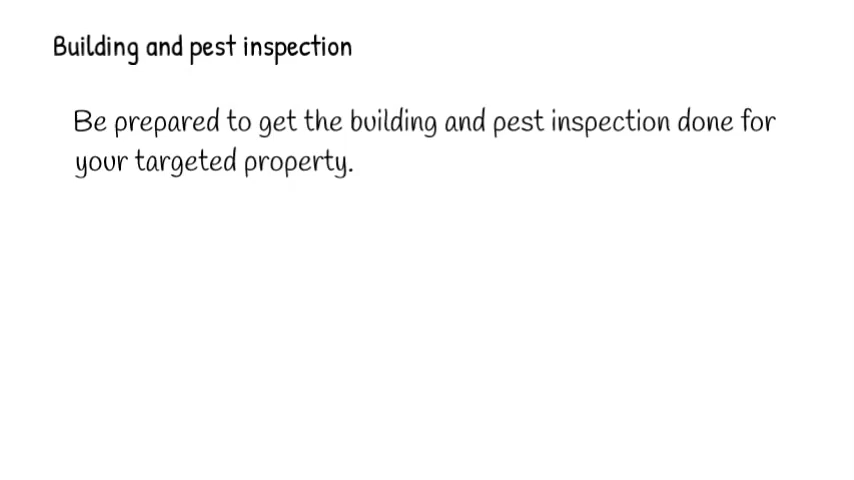 Building and pest inspection
Be prepared to get the building and pest inspection done for
your targeted property.